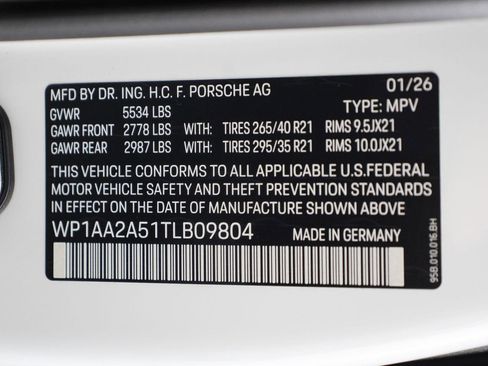 MFD BY DR. ING. H.C. F. PORSCHE AG 01/26
GVWR 5534 LBS TYPE: MPV
GAWR FRONT 2778 LBS WITH: TIRES 265/40 R21 RIMS 9.5JX21
GAWR REAR 2987 LBS WITH: TIRES 295/35 R21 RIMS 10.0JX21
THIS VEHICLE CONFORMS TO ALL APPLICABLE U.S.FEDERAL
MOTOR VEHICLE SAFETY AND THEFT PREVENTION STANDARDS
IN EFFECT ON THE DATE OF MANUFACTURE SHOWN ABOVE.
WP1AA2A51TLB09804 MADE IN GERMANY
95B.010.016.BH